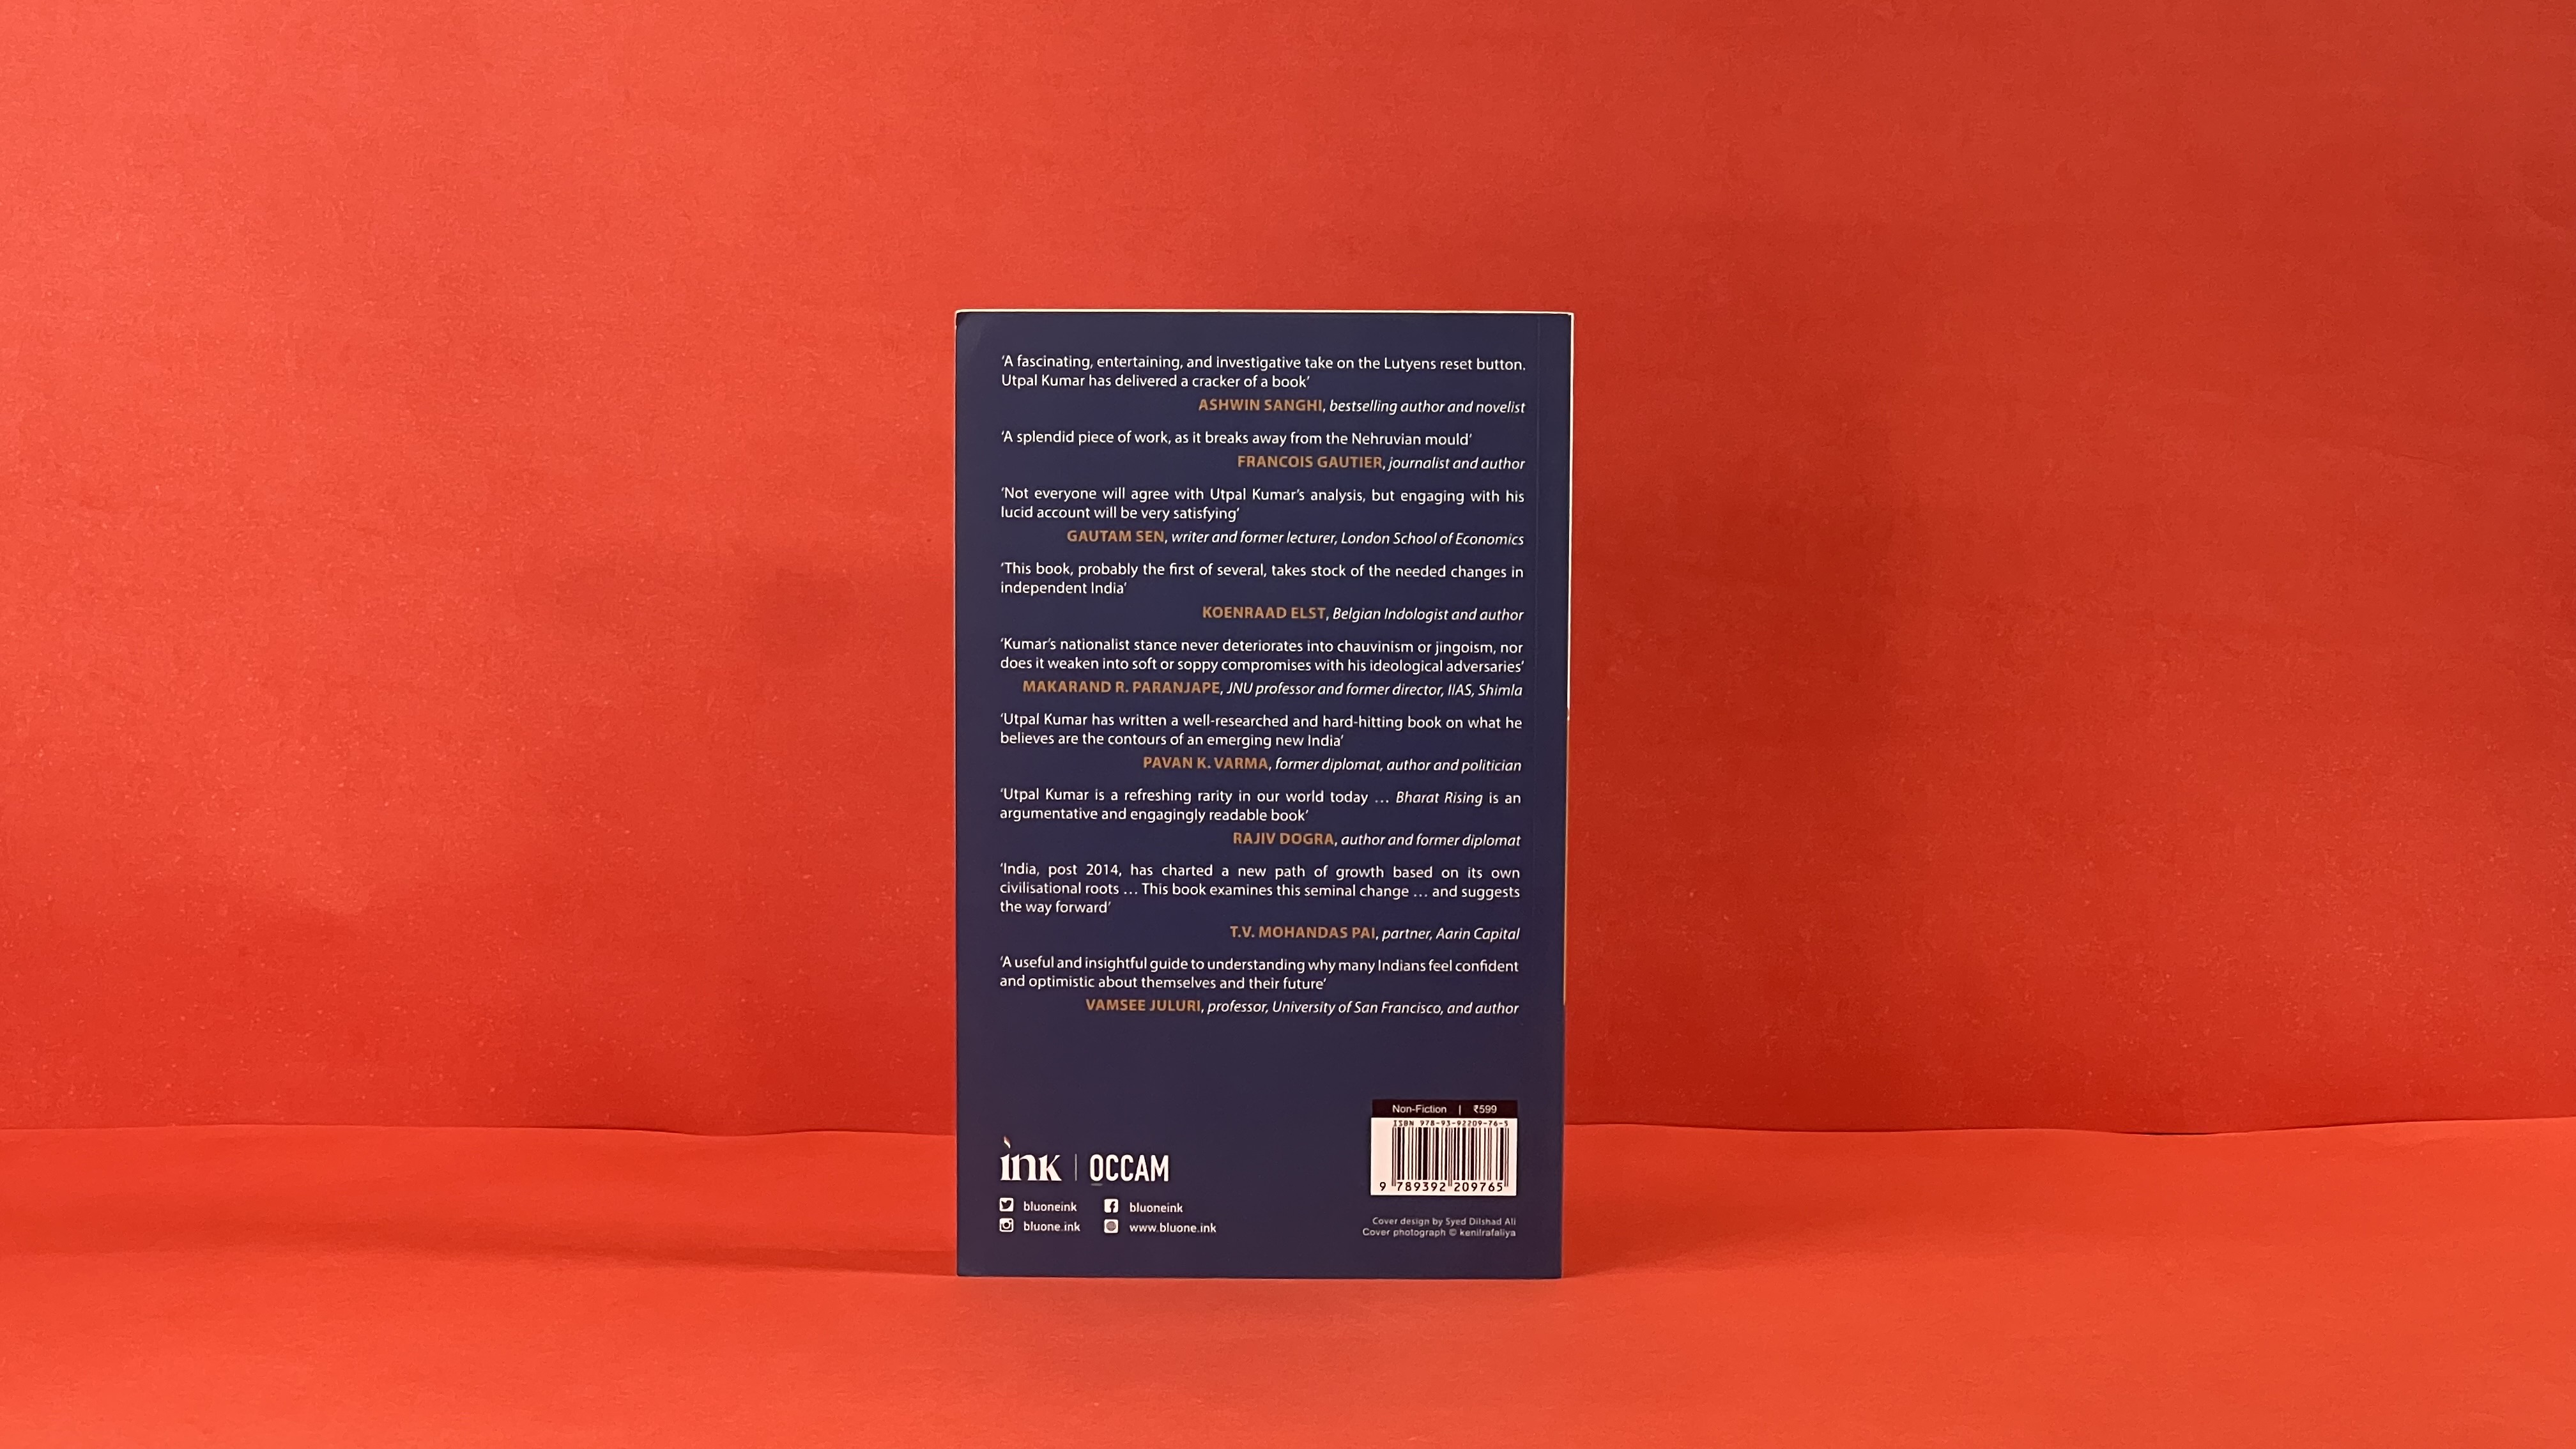 ‘A fascinating, entertaining, and investigative take on the Lutyens reset button.
Utpal Kumar has delivered a cracker of a book’
ASHWIN SANGHI, bestselling author and novelist
‘A splendid piece of work, as it breaks away from the Nehruvian mould’
FRANCOIS GAUTIER, journalist and author
‘Not everyone will agree with Utpal Kumar’s analysis, but engaging with his
lucid account will be very satisfying’
GAUTAM SEN, writer and former lecturer, London School of Economics
‘This book, probably the first of several, takes stock of the needed changes in
independent India’
KOENRAAD ELST, Belgian Indologist and author
‘Kumar’s nationalist stance never deteriorates into chauvinism or jingoism, nor
does it weaken into soft or soppy compromises with his ideological adversaries’
MAKARAND R. PARANJAPE, JNU professor and former director, IIAS, Shimla
‘Utpal Kumar has written a well-researched and hard-hitting book on what he
believes are the contours of an emerging new India’
PAVAN K. VARMA, former diplomat, author and politician
‘Utpal Kumar is a refreshing rarity in our world today ... Bharat Rising is an
argumentative and engagingly readable book’
RAJIV DOGRA, author and former diplomat
‘India, post 2014, has charted a new path of growth based on its own
civilisational roots ... This book examines this seminal change ... and suggests
the way forward’
T.V. MOHANDAS PAI, partner, Aarin Capital
‘A useful and insightful guide to understanding why many Indians feel confident
and optimistic about themselves and their future’
VAMSEE JULURI, professor, University of San Francisco, and author
Non-Fiction | ₹599
ISBN 978-93-92209-76-5
9 789392 209765
ink | OCCAM
bluoneink bluoneink
bluone.ink www.bluone.ink
Cover design by Syed Dilshad Ali
Cover photograph © kenilrafaliya